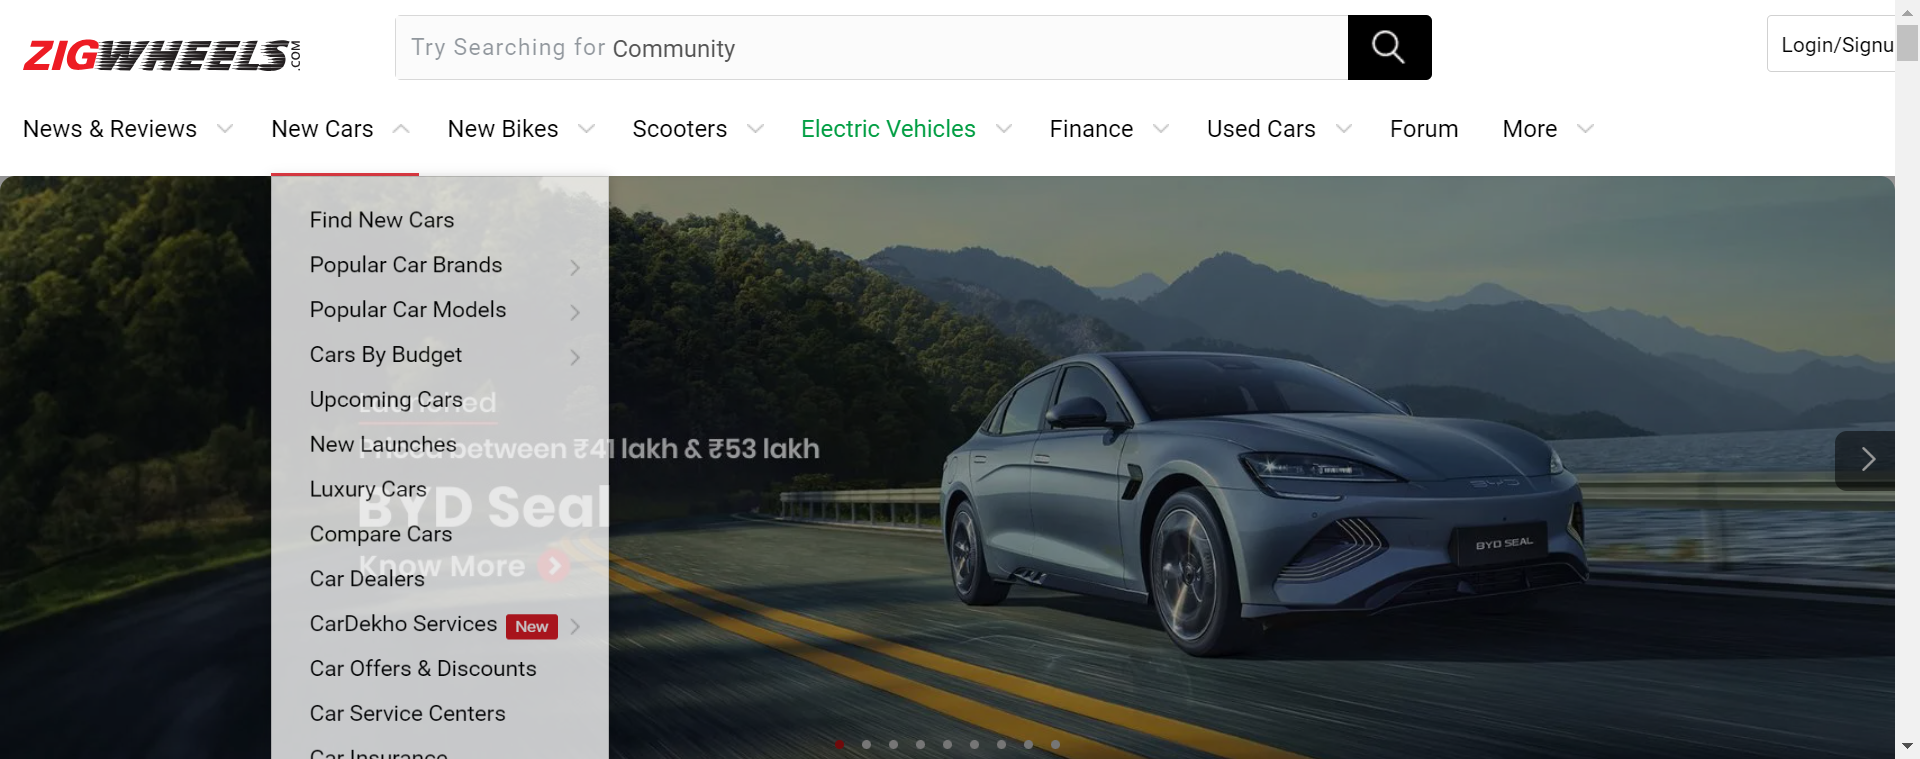 ZIGWHEELS.COM
Try Searching for Community
Login/Signu
News & Reviews
New Cars
New Bikes
Scooters
Electric Vehicles
Finance
Used Cars
Forum
More
Find New Cars
Popular Car Brands
Popular Car Models
Cars By Budget
Upcoming Cars
New Launches
Luxury Cars
Compare Cars
Car Dealers
CarDekho Services New
Car Offers & Discounts
Car Service Centers
Car Insurance
Launched
Priced between ₹41 lakh & ₹53 lakh
BYD Seal
Know More
BYD
BYD SEAL